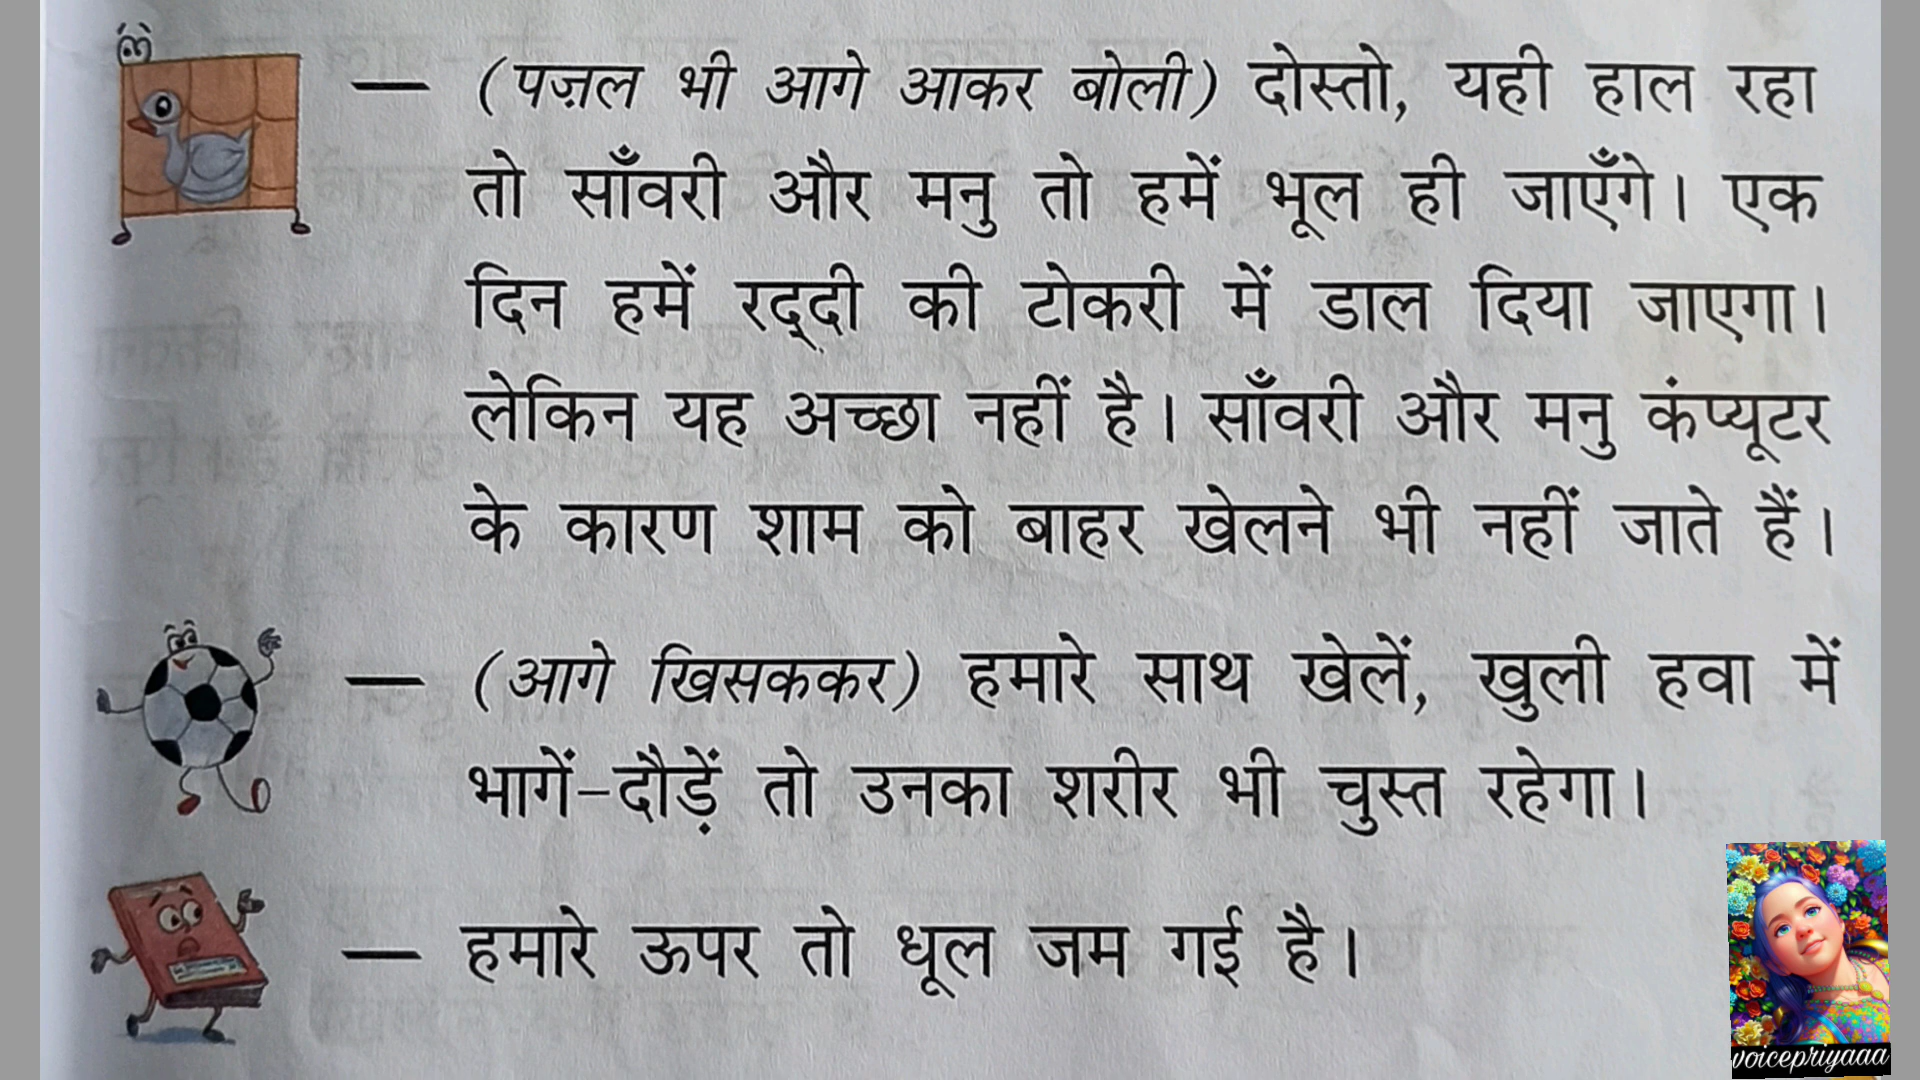 — (पज़ल भी आगे आकर बोली) दोस्तो, यही हाल रहा
तो साँवरी और मनु तो हमें भूल ही जाएँगे। एक
दिन हमें रद्दी की टोकरी में डाल दिया जाएगा।
लेकिन यह अच्छा नहीं है। साँवरी और मनु कंप्यूटर
के कारण शाम को बाहर खेलने भी नहीं जाते हैं।
— (आगे खिसककर) हमारे साथ खेलें, खुली हवा में
भागें-दौड़ें तो उनका शरीर भी चुस्त रहेगा।
— हमारे ऊपर तो धूल जम गई है।
voicepriyaaa